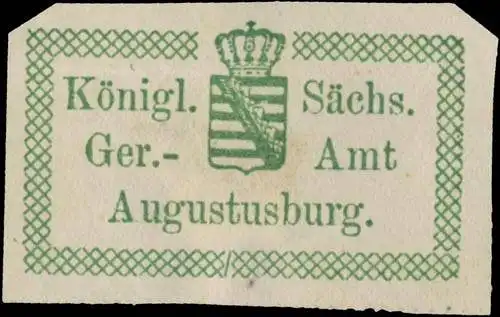 Königl. Sächs.
Ger.- Amt
Augustusburg.